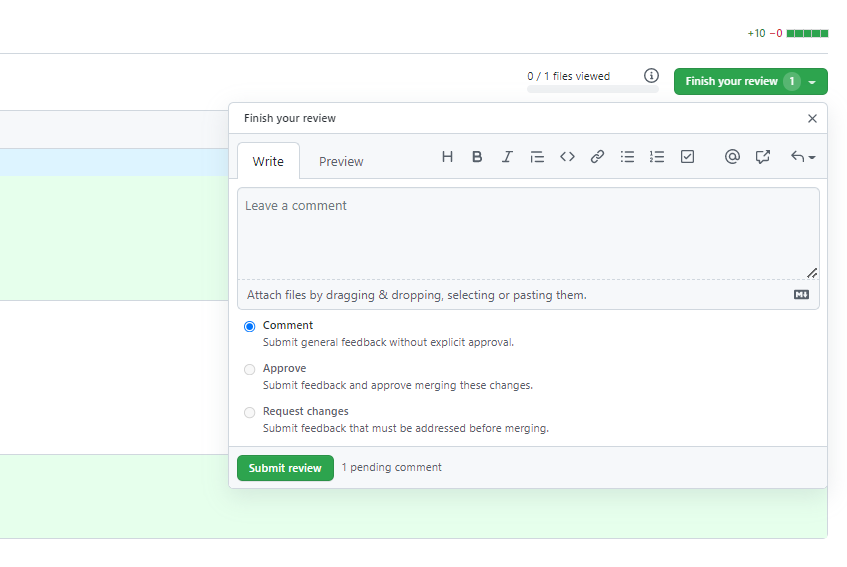 +10 −0
0 / 1 files viewed
Finish your review 1
Finish your review
Write Preview
Leave a comment
Attach files by dragging & dropping, selecting or pasting them.
Comment
Submit general feedback without explicit approval.
Approve
Submit feedback and approve merging these changes.
Request changes
Submit feedback that must be addressed before merging.
Submit review 1 pending comment